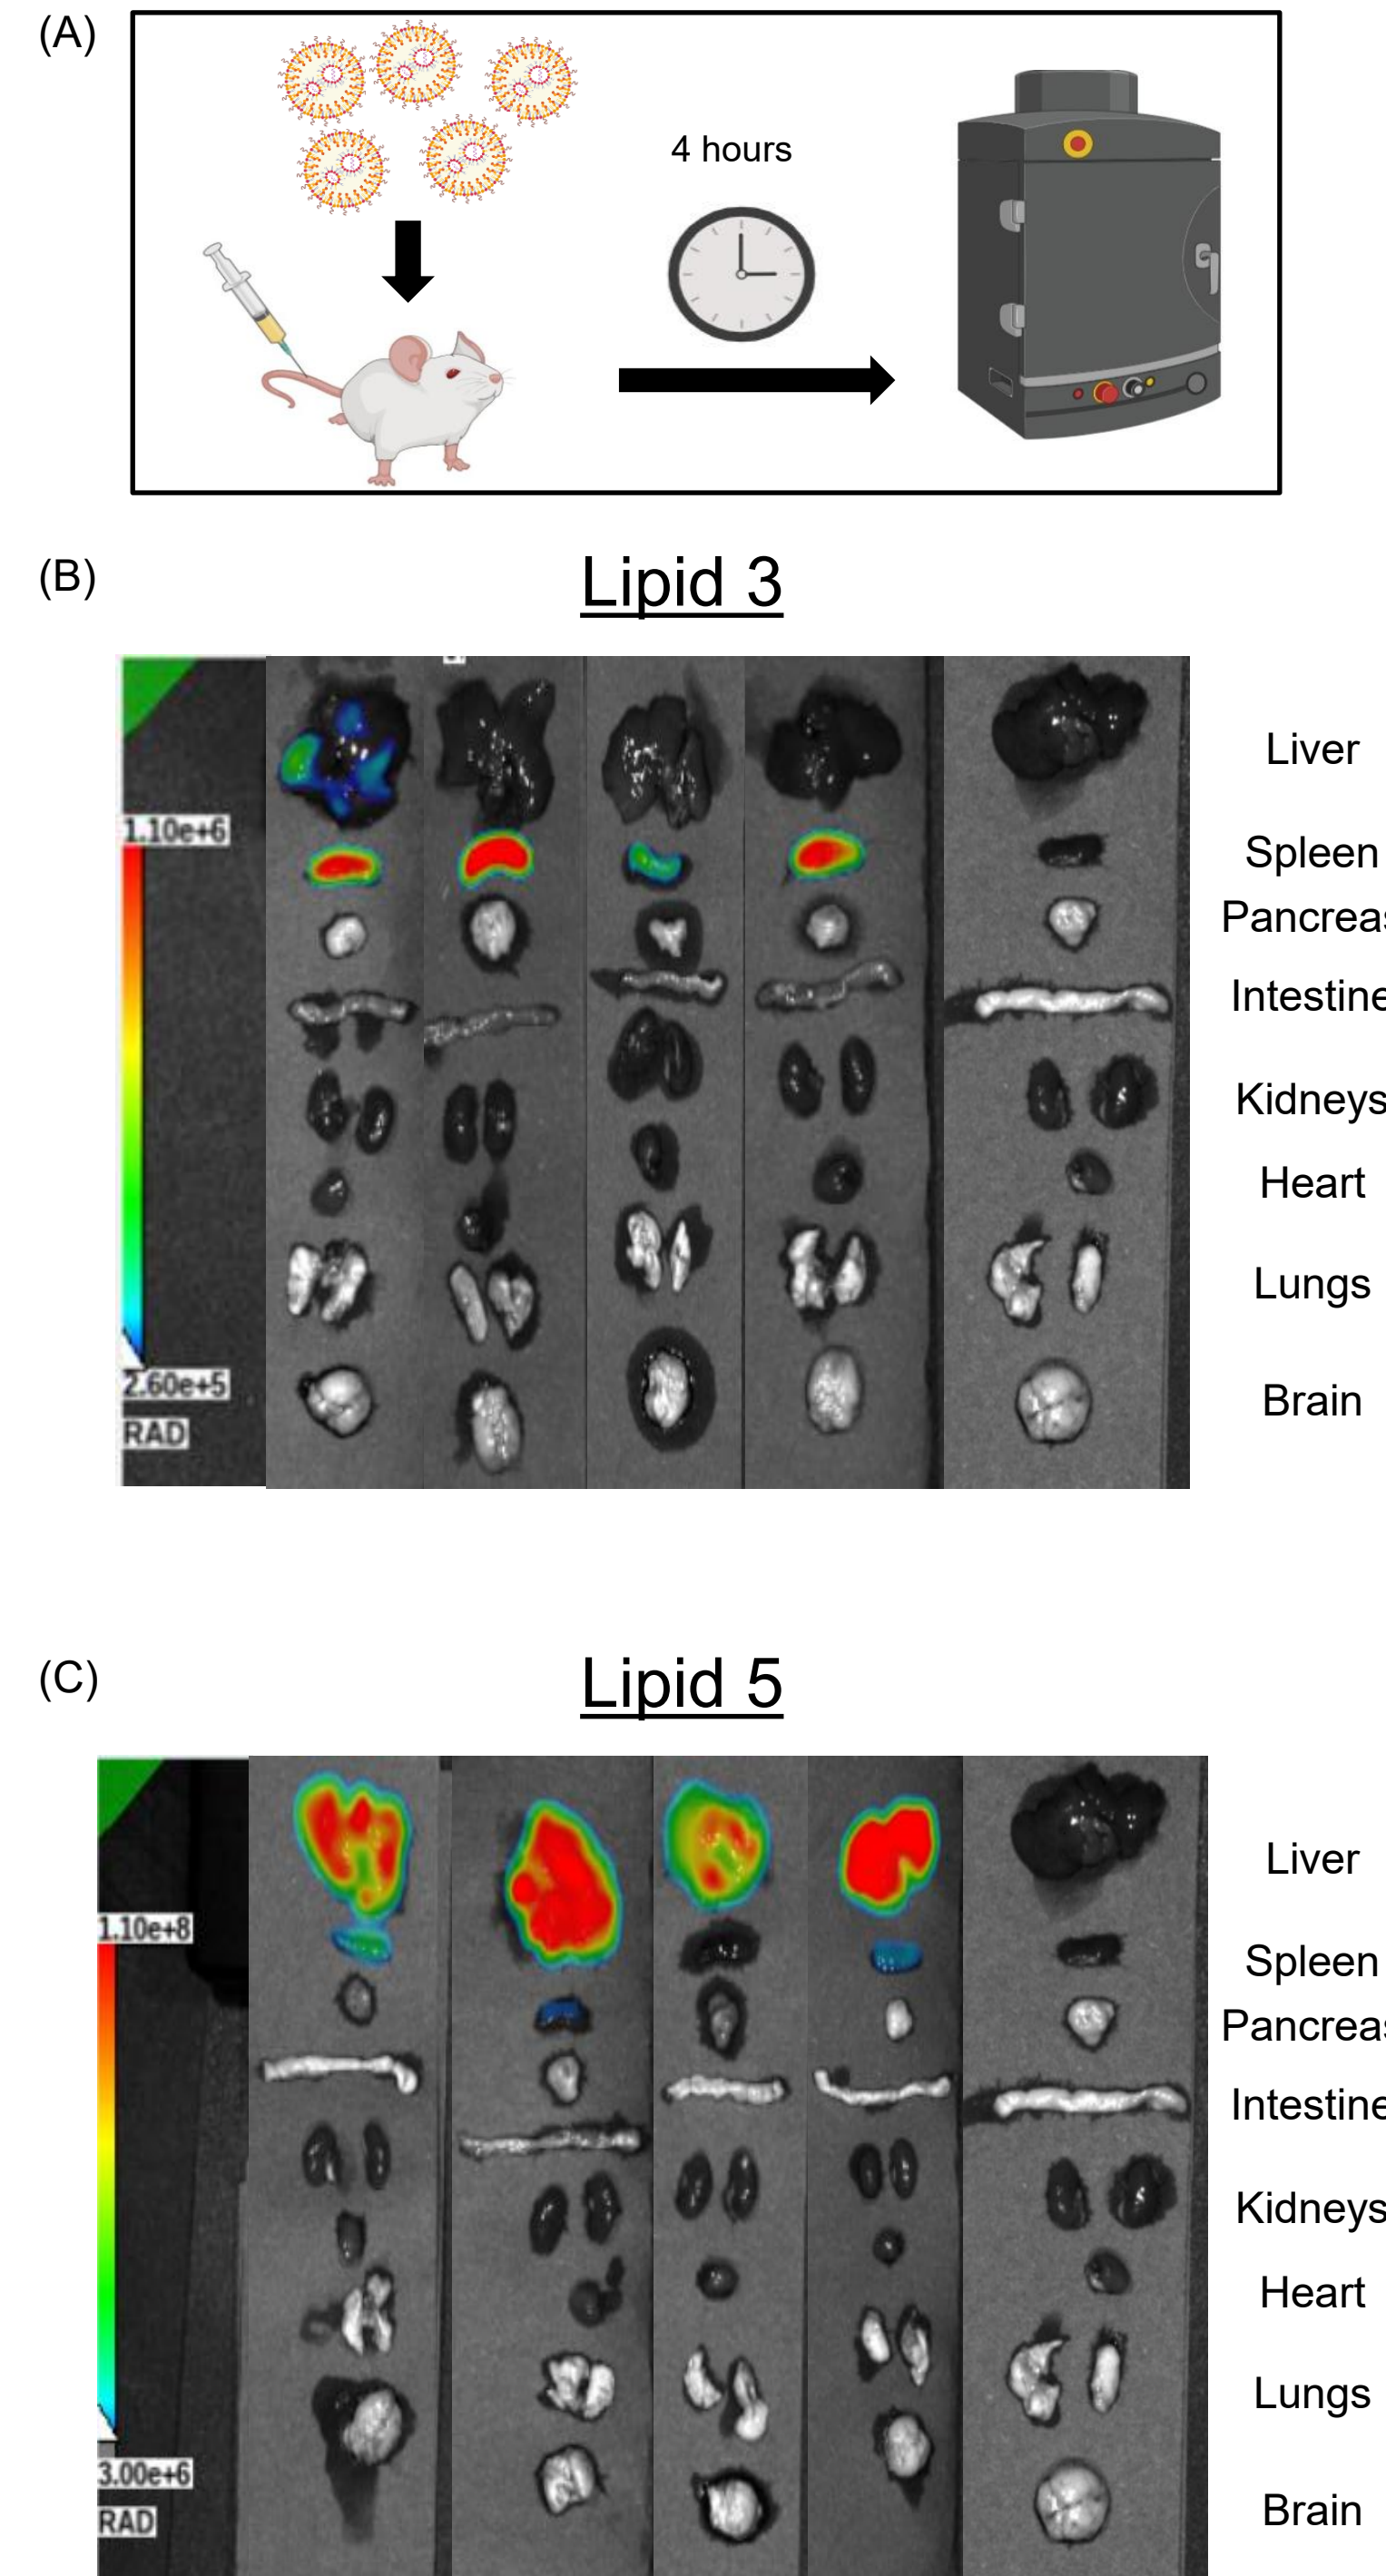 (A)
4 hours
(B)
Lipid 3
Liver
1.10e+6
Spleen
Pancreas
Intestine
Kidneys
Heart
Lungs
2.60e+5
Brain
RAD
(C)
Lipid 5
Liver
1.10e+8
Spleen
Pancreas
Intestine
Kidneys
Heart
Lungs
3.00e+6
Brain
RAD